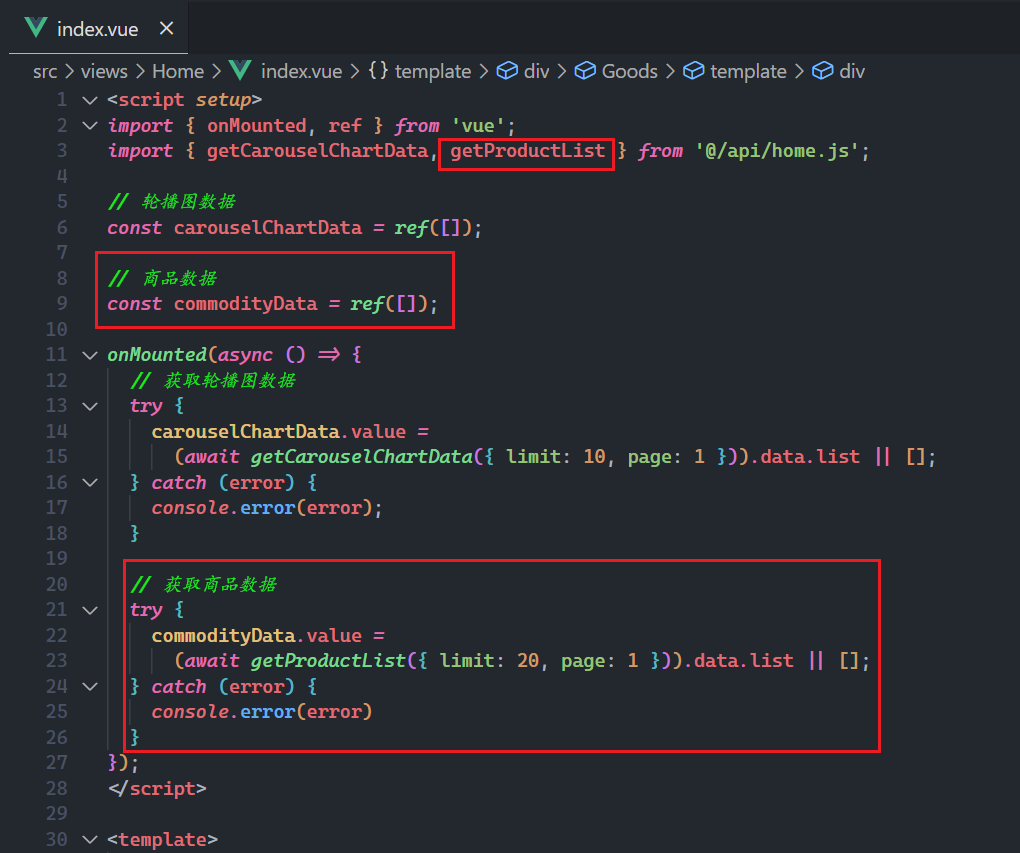 index.vue
src > views > Home > index.vue > {} template > div > Goods > template > div
1 <script setup>
2 import { onMounted, ref } from 'vue';
3 import { getCarouselChartData, getProductList } from '@/api/home.js';
4
5 // 轮播图数据
6 const carouselChartData = ref([]);
7
8 // 商品数据
9 const commodityData = ref([]);
10
11 onMounted(async () => {
12 // 获取轮播图数据
13 try {
14 carouselChartData.value =
15 (await getCarouselChartData({ limit: 10, page: 1 })).data.list || [];
16 } catch (error) {
17 console.error(error);
18 }
19
20 // 获取商品数据
21 try {
22 commodityData.value =
23 (await getProductList({ limit: 20, page: 1 })).data.list || [];
24 } catch (error) {
25 console.error(error)
26 }
27 });
28 </script>
29
30 <template>